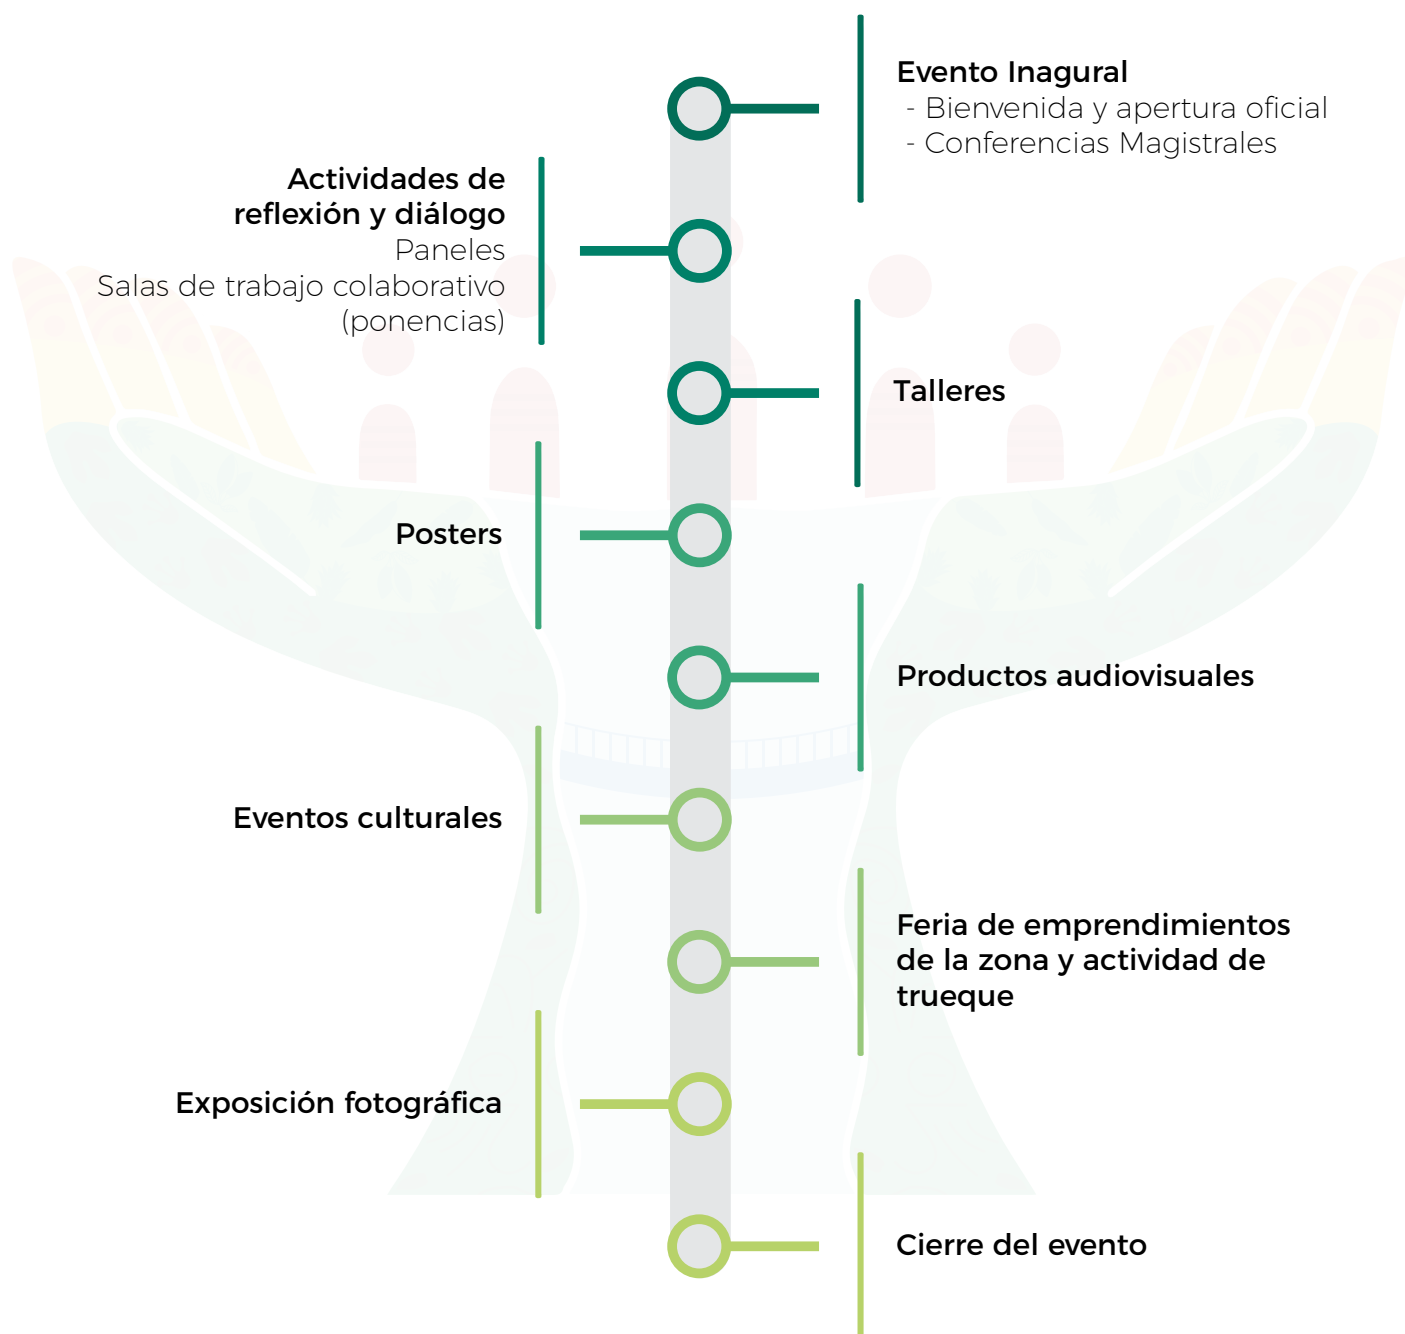 Evento Inagural
- Bienvenida y apertura oficial
- Conferencias Magistrales
Actividades de
reflexión y diálogo
Paneles
Salas de trabajo colaborativo
(ponencias)
Talleres
Posters
Productos audiovisuales
Eventos culturales
Feria de emprendimientos
de la zona y actividad de
trueque
Exposición fotográfica
Cierre del evento